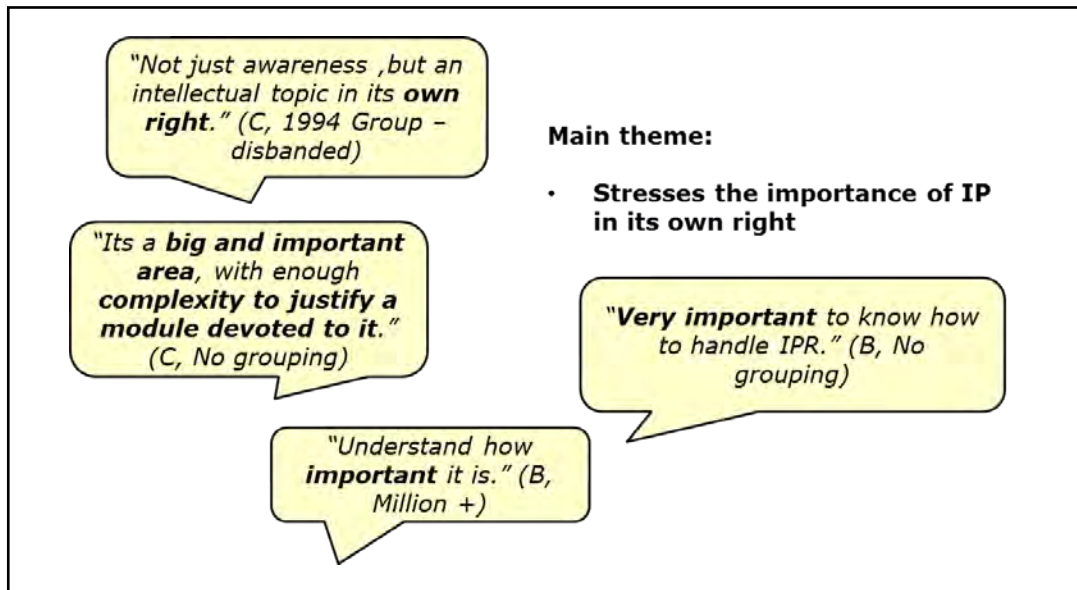 “Not just awareness ,but an
intellectual topic in its own
right.” (C, 1994 Group –
disbanded)
Main theme:
• Stresses the importance of IP
in its own right
“Its a big and important
area, with enough
complexity to justify a
module devoted to it.”
(C, No grouping)
“Very important to know how
to handle IPR.” (B, No
grouping)
“Understand how
important it is.” (B,
Million +)